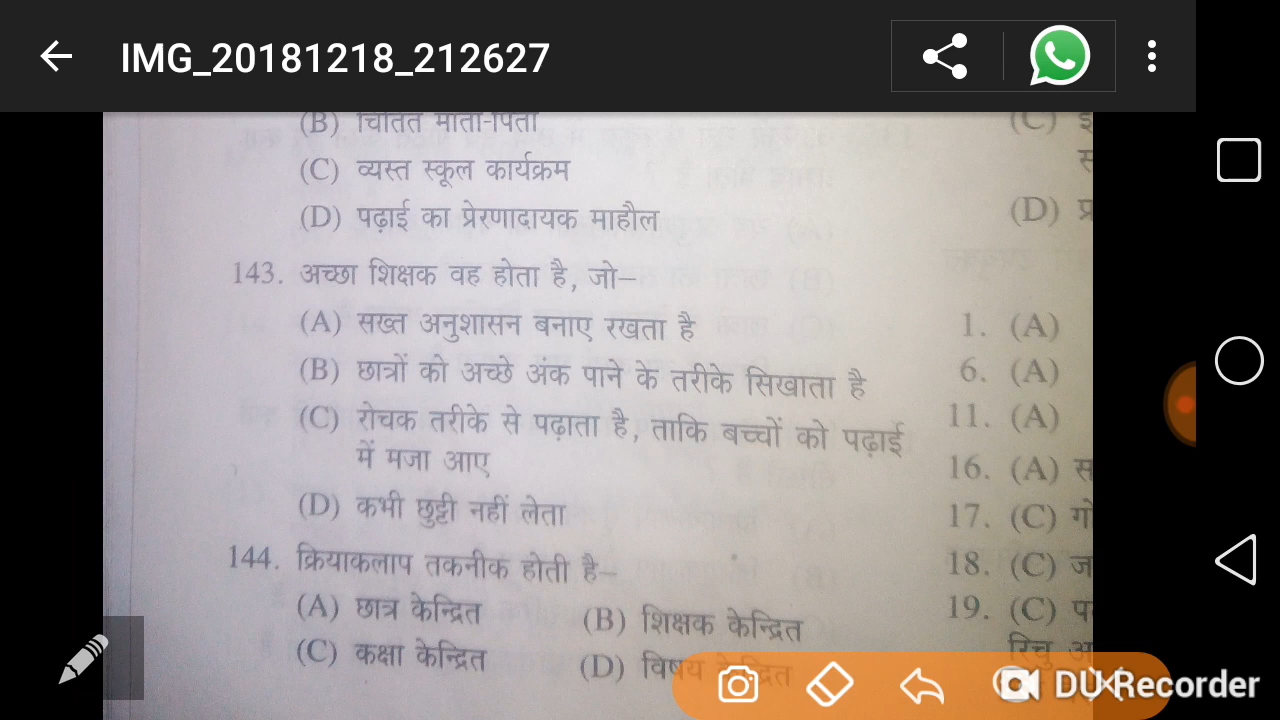 IMG_20181218_212627
(B) चिंतित माता-पिता
(C) व्यस्त स्कूल कार्यक्रम
(D) पढ़ाई का प्रेरणादायक माहौल
143. अच्छा शिक्षक वह होता है, जो–
(A) सख्त अनुशासन बनाए रखता है
(B) छात्रों को अच्छे अंक पाने के तरीके सिखाता है
(C) रोचक तरीके से पढ़ाता है, ताकि बच्चों को पढ़ाई
में मजा आए
(D) कभी छुट्टी नहीं लेता
144. क्रियाकलाप तकनीक होती है–
(A) छात्र केन्द्रित (B) शिक्षक केन्द्रित
(C) कक्षा केन्द्रित (D) विषय केन्द्रित
(C)
(D)
1. (A)
6. (A)
11. (A)
16. (A)
17. (C)
18. (C)
19. (C)
DU Recorder